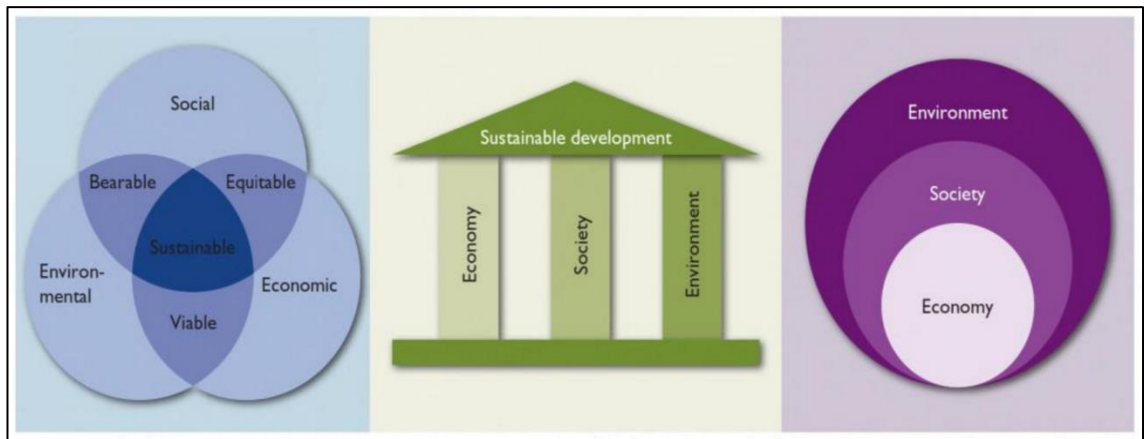 Social
Bearable
Equitable
Sustainable
Environ-
mental
Economic
Viable
Sustainable development
Economy
Society
Environment
Environment
Society
Economy